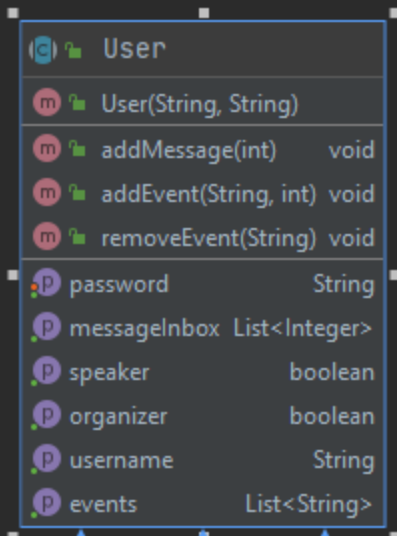 C User
m User(String, String)
m addMessage(int) void
m addEvent(String, int) void
m removeEvent(String) void
p password String
p messageInbox List<Integer>
p speaker boolean
p organizer boolean
p username String
p events List<String>